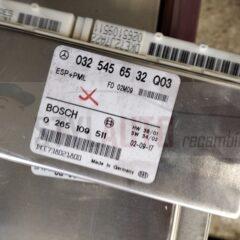 032 545 65 32 Q03
ESP+PML
FD 02M09
BOSCH
0 265 109 511
HW 38/01
SW 34/02
02-09-17
Made in Germany